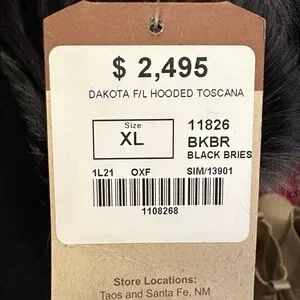 $ 2,495
DAKOTA F/L HOODED TOSCANA
Size
XL
11826
BKBR
BLACK BRIES
1L21 OXF SIM/13901
1108268
Store Locations:
Taos and Santa Fe, NM